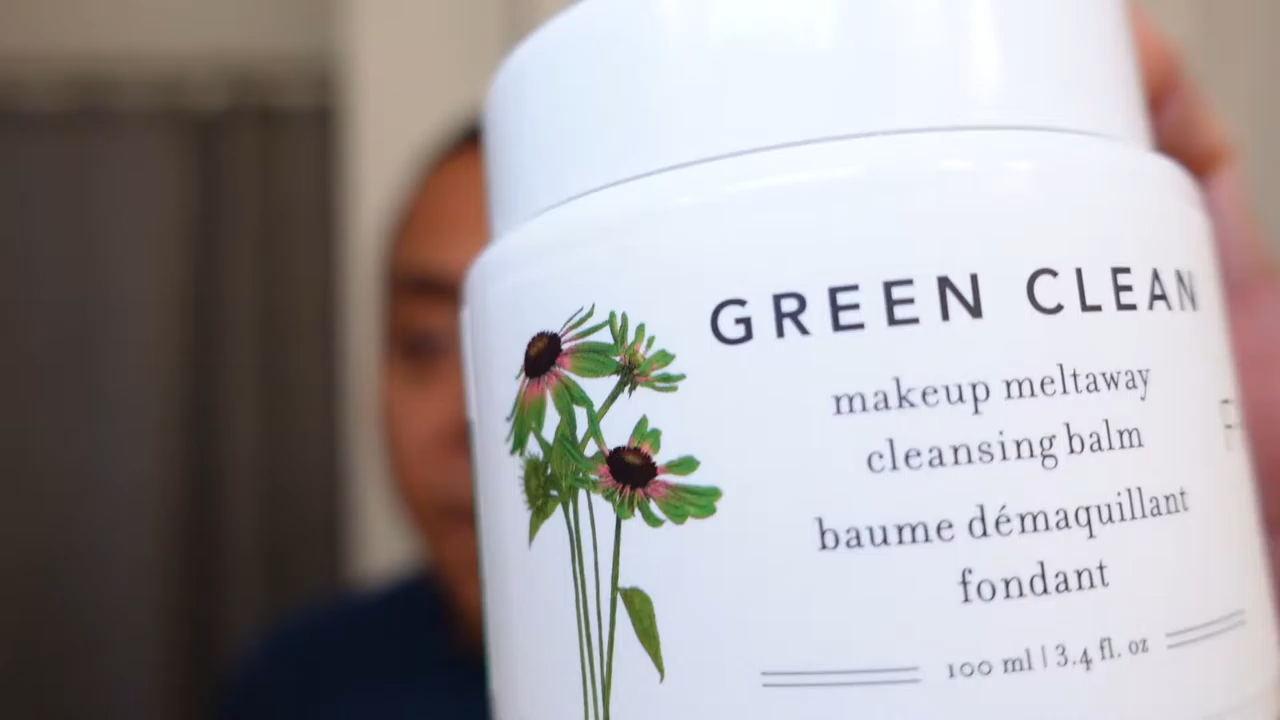 GREEN CLEAN
makeup meltaway
cleansing balm
baume démaquillant
fondant
100 ml | 3.4 fl. oz